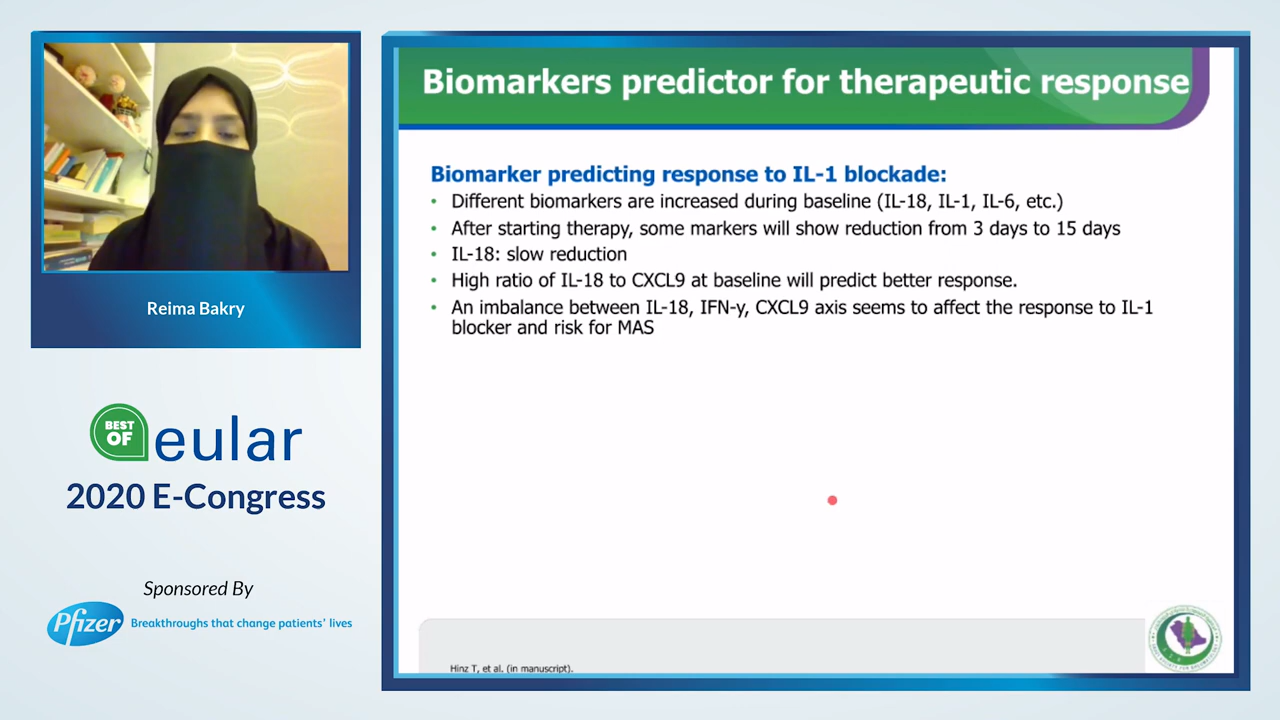 Reima Bakry
BEST OF eular
2020 E-Congress
Sponsored By
Pfizer Breakthroughs that change patients' lives
Biomarkers predictor for therapeutic response
Biomarker predicting response to IL-1 blockade:
• Different biomarkers are increased during baseline (IL-18, IL-1, IL-6, etc.)
• After starting therapy, some markers will show reduction from 3 days to 15 days
• IL-18: slow reduction
• High ratio of IL-18 to CXCL9 at baseline will predict better response.
• An imbalance between IL-18, IFN-y, CXCL9 axis seems to affect the response to IL-1
blocker and risk for MAS
Hinz T, et al. (in manuscript).